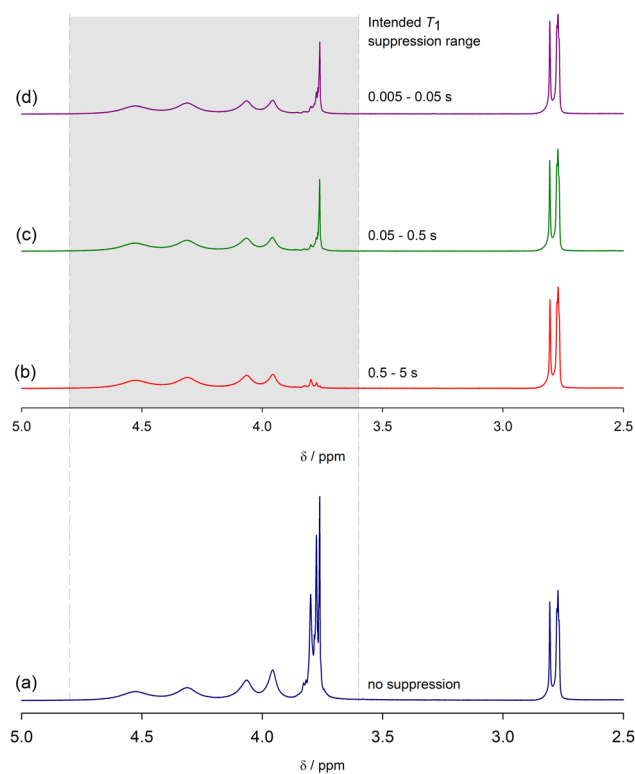 Intended T1
suppression range
(d)
0.005 - 0.05 s
(c)
0.05 - 0.5 s
(b)
0.5 - 5 s
5.0 4.5 4.0 3.5 3.0 2.5
δ / ppm
(a)
no suppression
5.0 4.5 4.0 3.5 3.0 2.5
δ / ppm